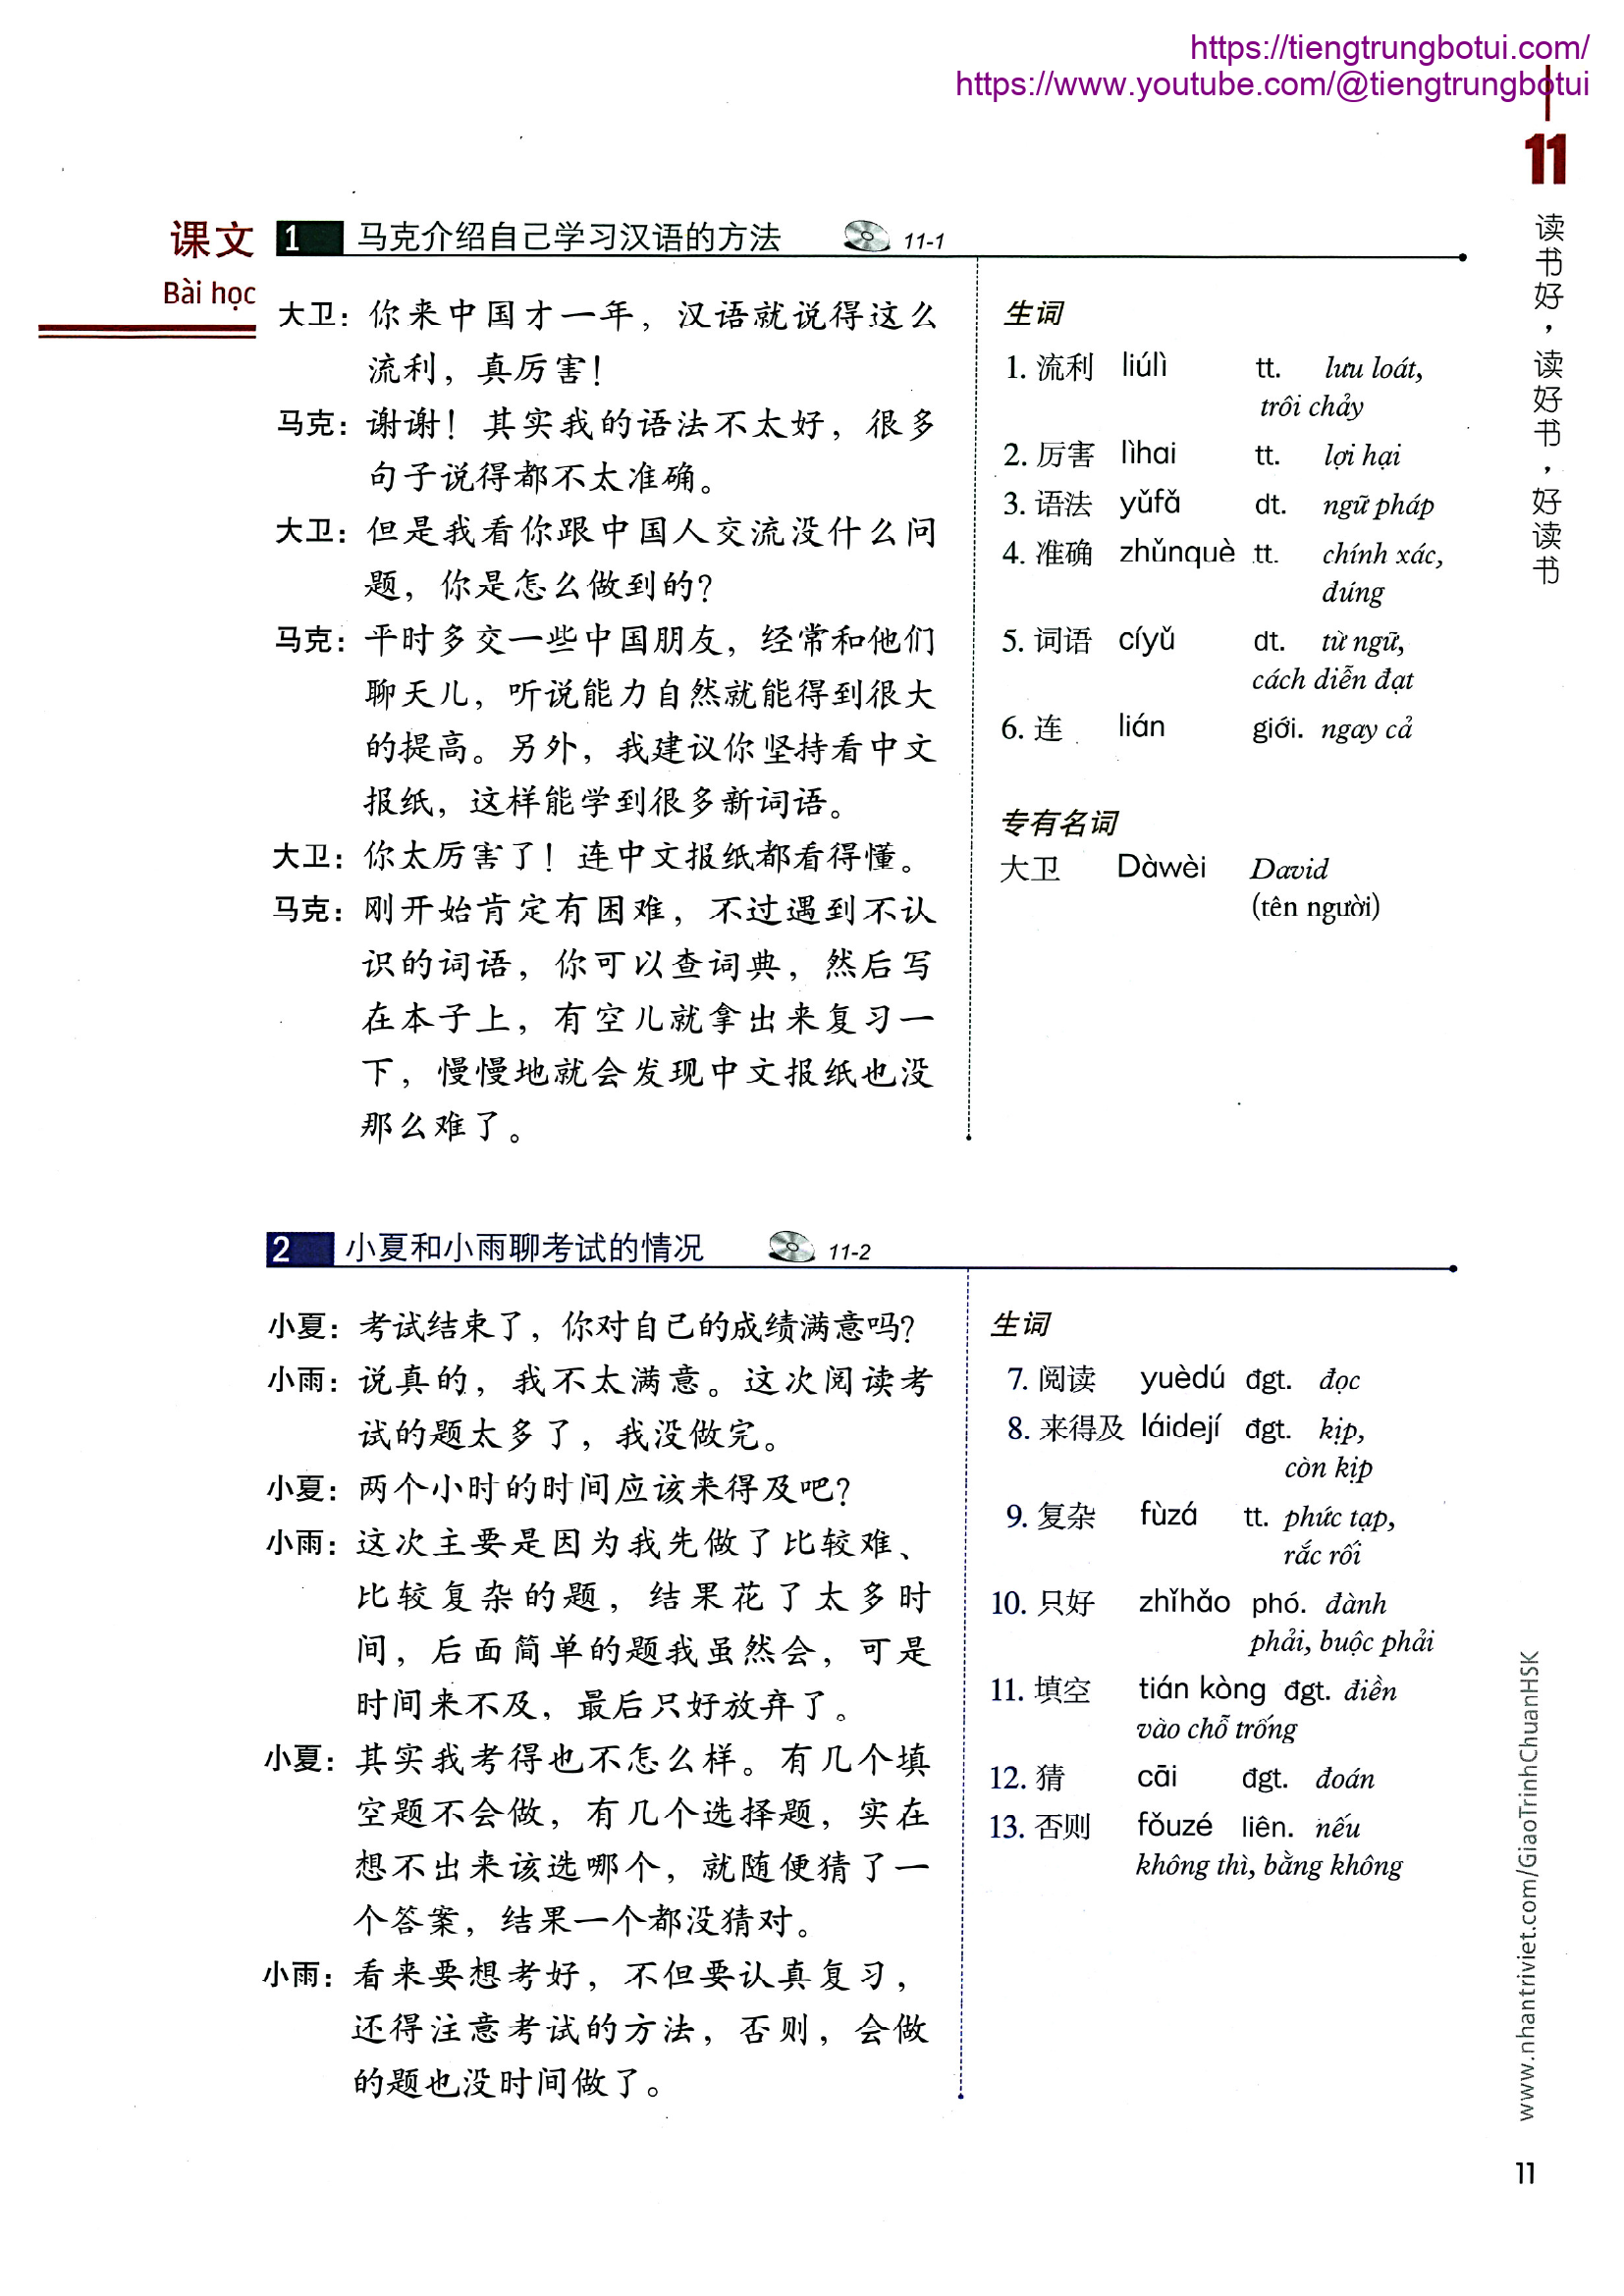 https://tiengtrungbotui.com/
https://www.youtube.com/@tiengtrungbotui
11
读书好，读好书，好读书
课文
Bài học
1 马克介绍自己学习汉语的方法 11-1
大卫：你来中国才一年，汉语就说得这么
流利，真厉害！
马克：谢谢！其实我的语法不太好，很多
句子说得都不太准确。
大卫：但是我看你跟中国人交流没什么问
题，你是怎么做到的？
马克：平时多交一些中国朋友，经常和他们
聊天儿，听说能力自然就能得到很大
的提高。另外，我建议你坚持看中文
报纸，这样能学到很多新词语。
大卫：你太厉害了！连中文报纸都看得懂。
马克：刚开始肯定有困难，不过遇到不认
识的词语，你可以查词典，然后写
在本子上，有空儿就拿出来复习一
下，慢慢地就会发现中文报纸也没
那么难了。
生词
1. 流利 liúlì tt. lưu loát,
trôi chảy
2. 厉害 lìhai tt. lợi hại
3. 语法 yǔfǎ dt. ngữ pháp
4. 准确 zhǔnquè tt. chính xác,
đúng
5. 词语 cíyǔ dt. từ ngữ,
cách diễn đạt
6. 连 lián giới. ngay cả
专有名词
大卫 Dàwèi David
(tên người)
2 小夏和小雨聊考试的情况 11-2
小夏：考试结束了，你对自己的成绩满意吗？
小雨：说真的，我不太满意。这次阅读考
试的题太多了，我没做完。
小夏：两个小时的时间应该来得及吧？
小雨：这次主要是因为我先做了比较难、
比较复杂的题，结果花了太多时
间，后面简单的题我虽然会，可是
时间来不及，最后只好放弃了。
小夏：其实我考得也不怎么样。有几个填
空题不会做，有几个选择题，实在
想不出来该选哪个，就随便猜了一
个答案，结果一个都没猜对。
小雨：看来要想考好，不但要认真复习，
还得注意考试的方法，否则，会做
的题也没时间做了。
生词
7. 阅读 yuèdú đgt. đọc
8. 来得及 láidejí đgt. kịp,
còn kịp
9. 复杂 fùzá tt. phức tạp,
rắc rối
10. 只好 zhǐhǎo phó. đành
phải, buộc phải
11. 填空 tián kòng đgt. điền
vào chỗ trống
12. 猜 cāi đgt. đoán
13. 否则 fǒuzé liên. nếu
không thì, bằng không
www.nhantriviet.com/GiaoTrinhChuanHSK
11